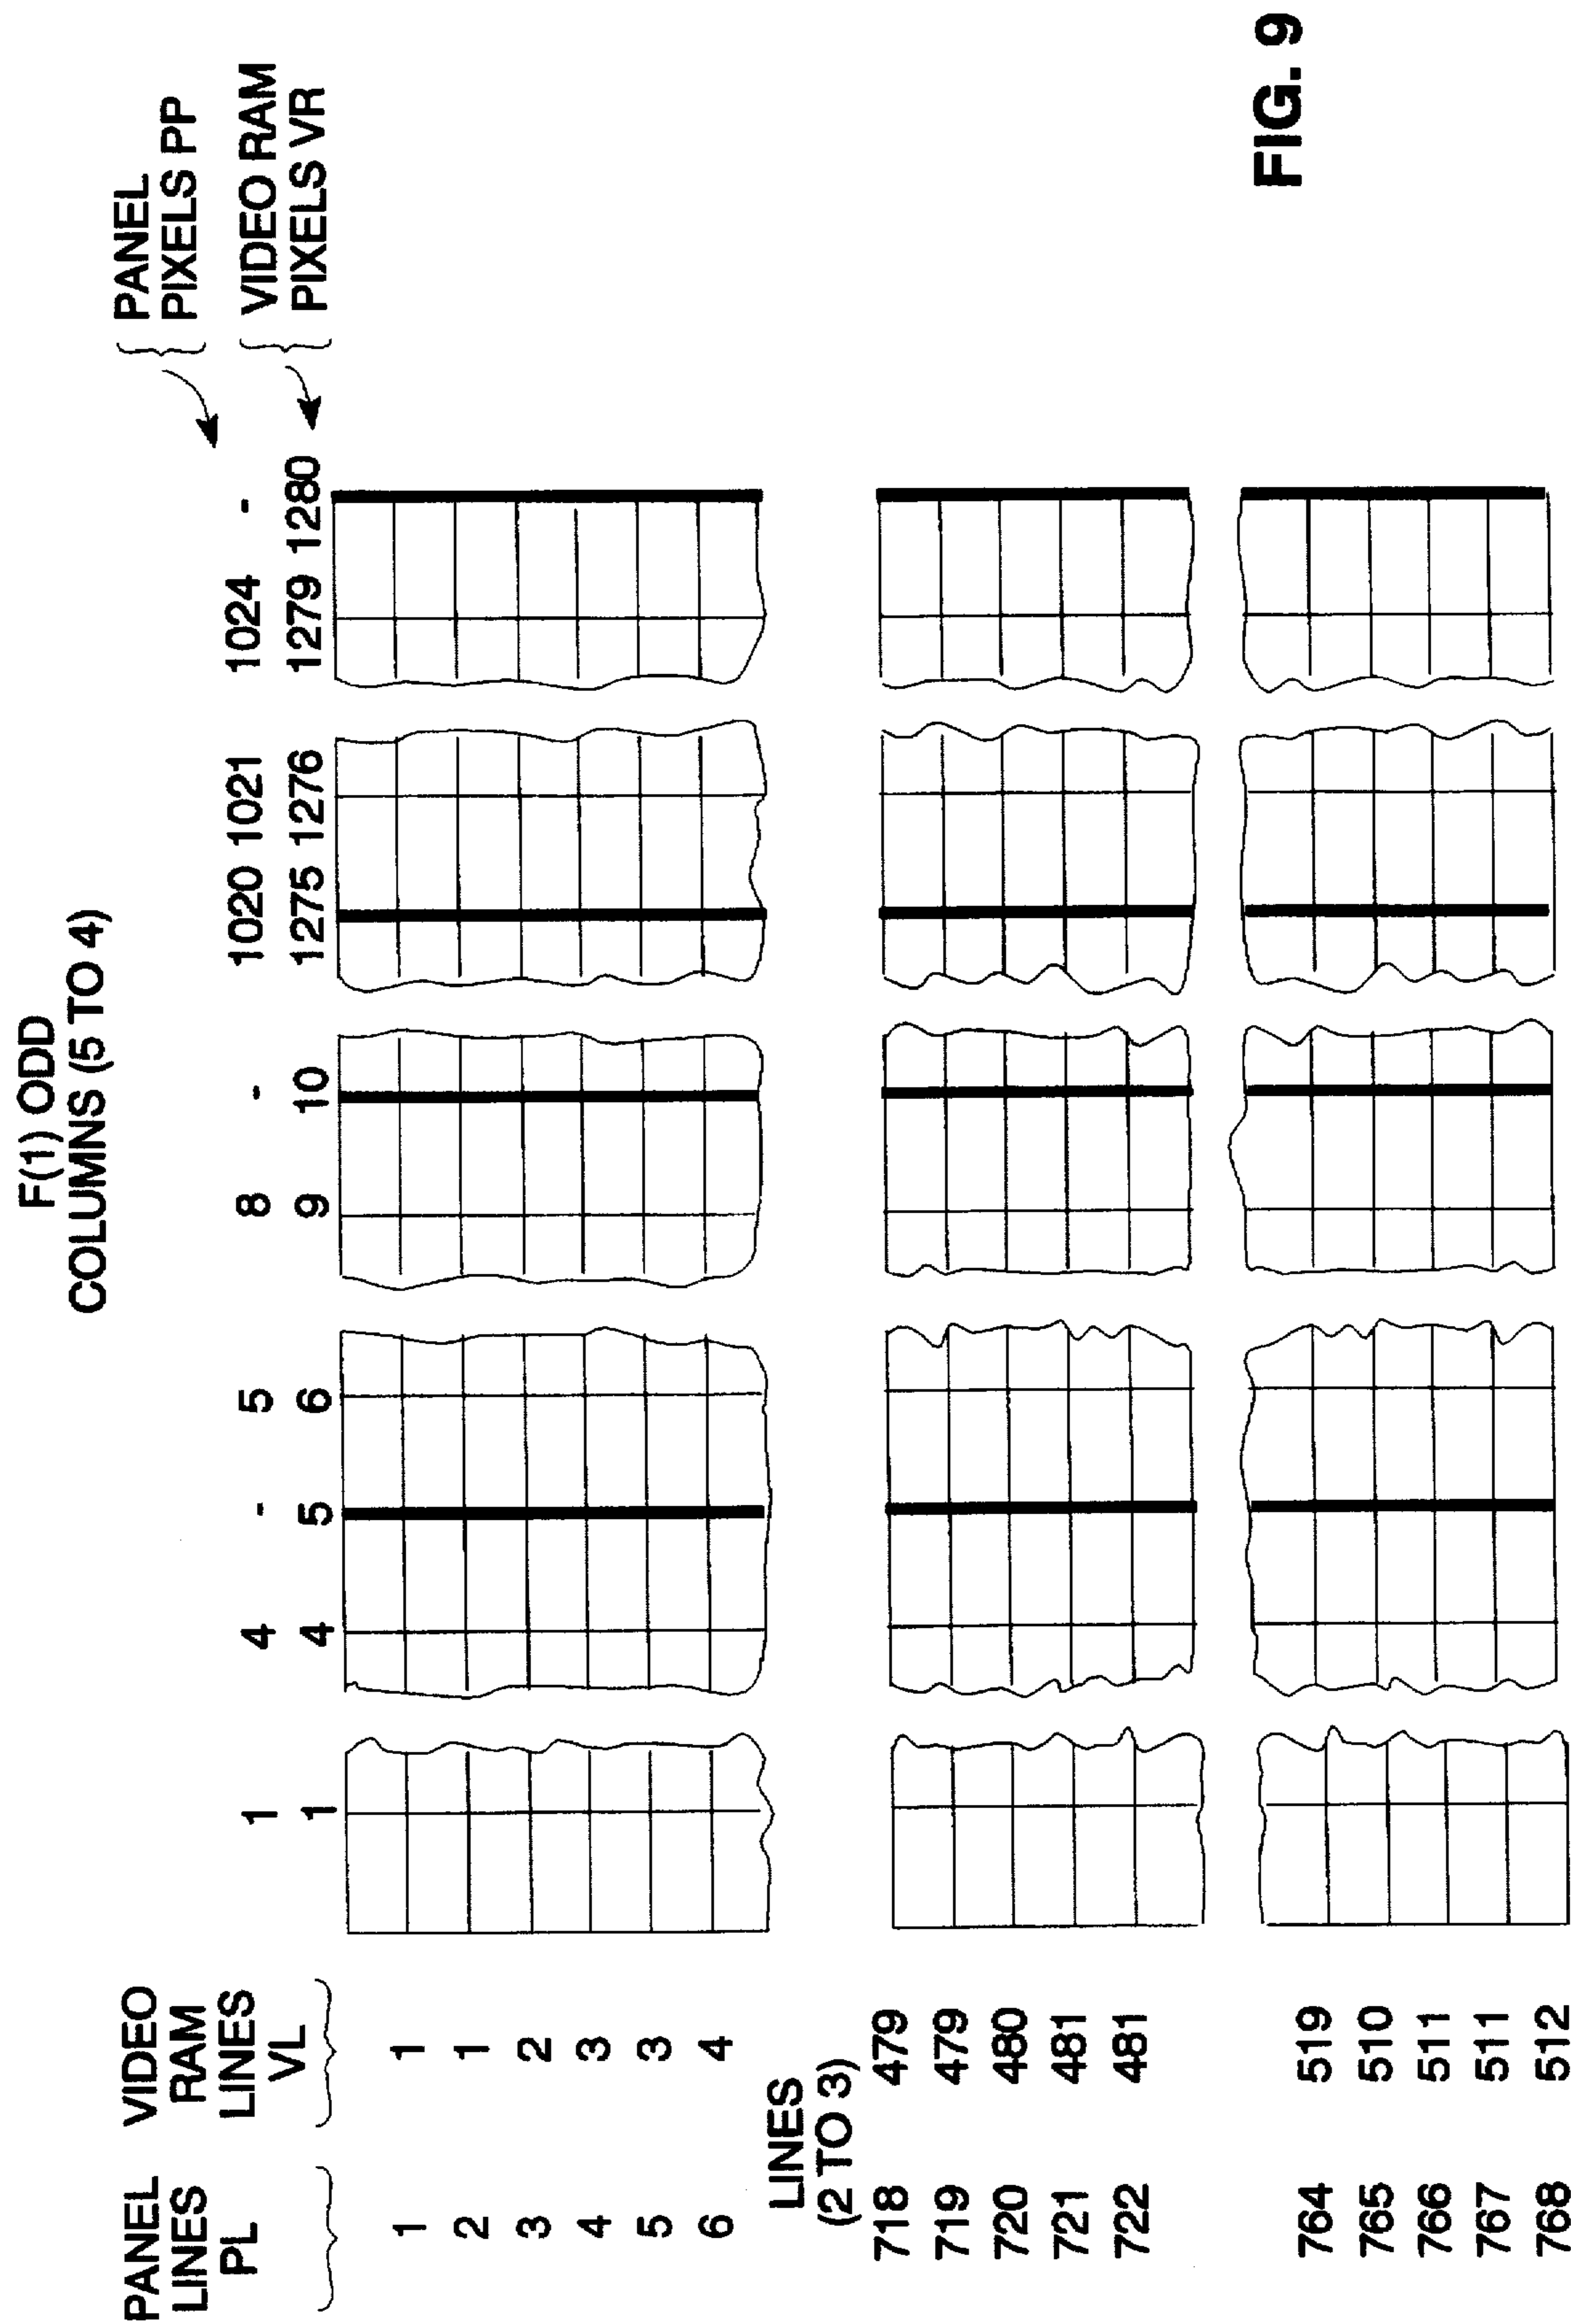 F(1) ODD
COLUMNS (5 TO 4)
PANEL
PIXELS PP
VIDEO RAM
PIXELS VR
1 4 - 5 8 - 1020 1021 1024 -
1 4 5 6 9 10 1275 1276 1279 1280
PANEL
LINES
PL
VIDEO
RAM
LINES
VL
1 1
2 1
3 2
4 3
5 3
6 4
LINES
(2 TO 3)
718 479
719 479
720 480
721 481
722 481
764 519
765 510
766 511
767 511
768 512
FIG. 9